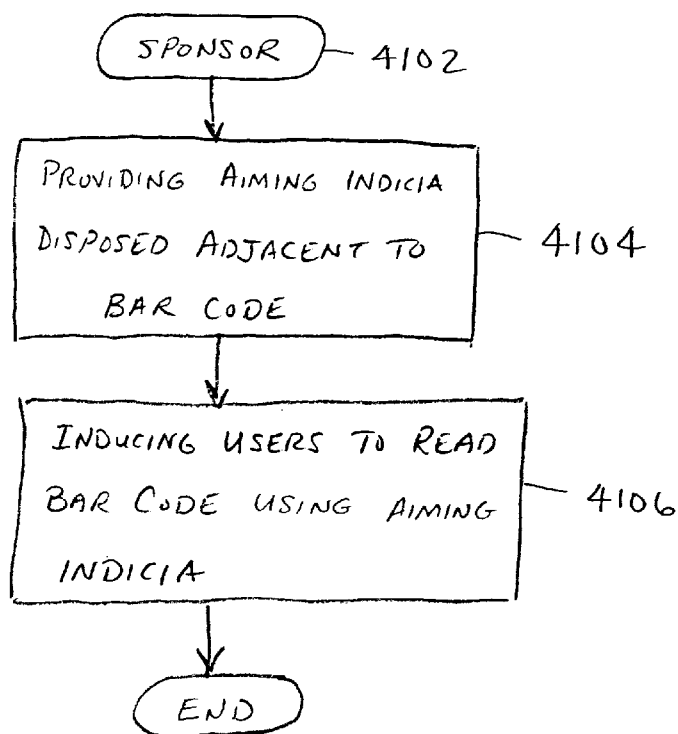 SPONSOR 4102
PROVIDING AIMING INDICIA
DISPOSED ADJACENT TO 4104
BAR CODE
INDUCING USERS TO READ
BAR CODE USING AIMING 4106
INDICIA
END